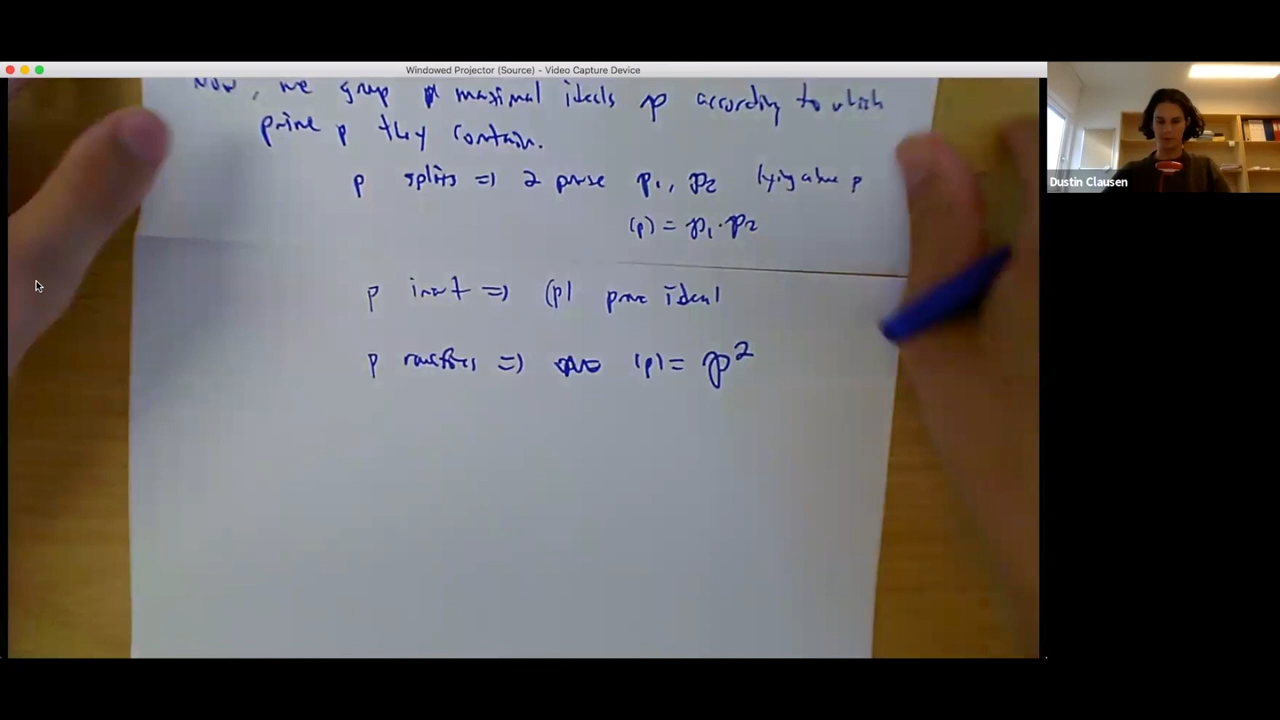 Windowed Projector (Source) - Video Capture Device
Now, we group maximal ideals 𝔭 according to which
prime p they contain.
p splits => 2 primes 𝔭₁, 𝔭₂ lying above p
(p) = 𝔭₁·𝔭₂
p inert => (p) prime ideal
p ramifies => (p) = 𝔭²
Dustin Clausen